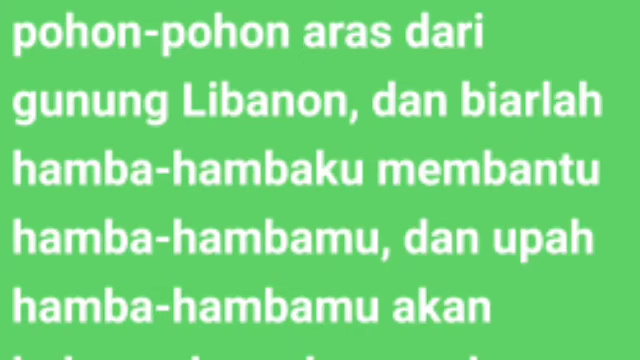 pohon-pohon aras dari
gunung Libanon, dan biarlah
hamba-hambaku membantu
hamba-hambamu, dan upah
hamba-hambamu akan